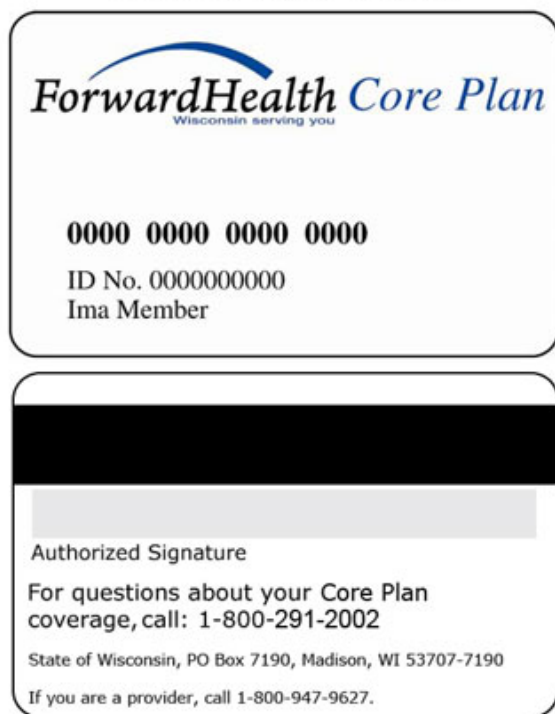 ForwardHealth Core Plan
Wisconsin serving you
0000 0000 0000 0000
ID No. 0000000000
Ima Member
Authorized Signature
For questions about your Core Plan
coverage, call: 1-800-291-2002
State of Wisconsin, PO Box 7190, Madison, WI 53707-7190
If you are a provider, call 1-800-947-9627.